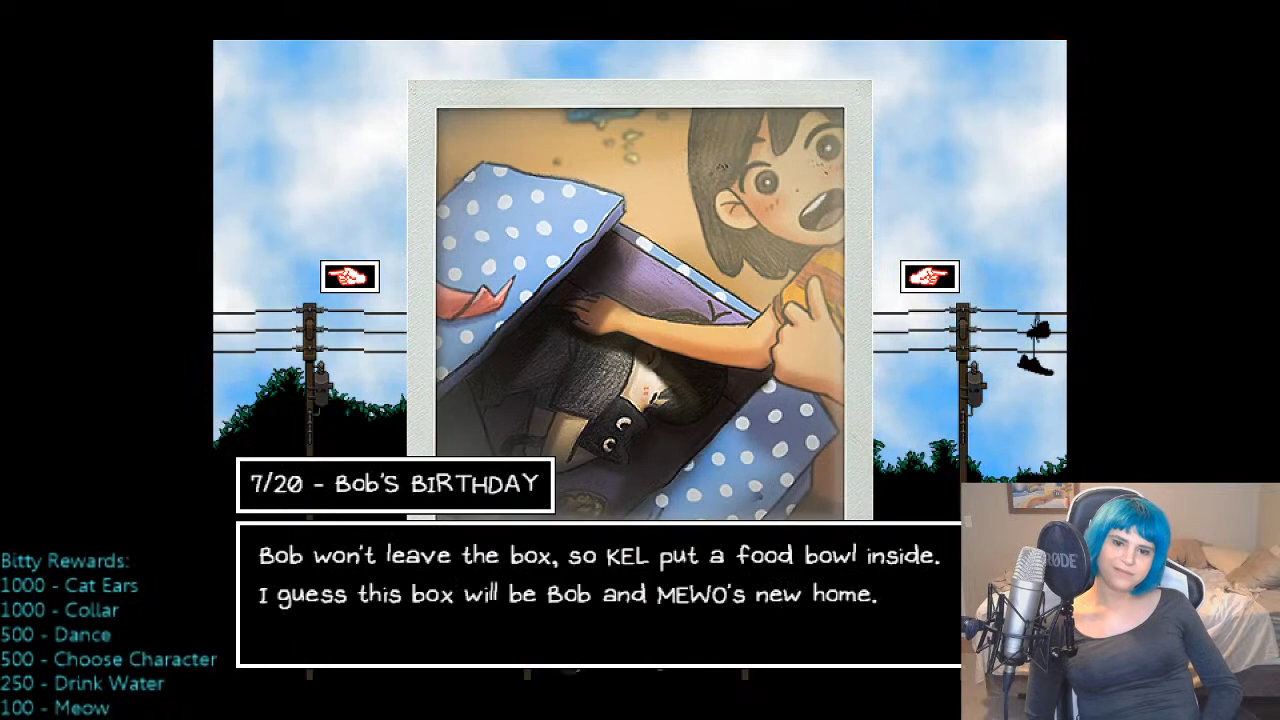 7/20 - Bob'S BIRTHDAY
Bob won't leave the box, so KEL put a food bowl inside.
I guess this box will be Bob and MEWO's new home.
Bitty Rewards:
1000 - Cat Ears
1000 - Collar
500 - Dance
500 - Choose Character
250 - Drink Water
100 - Meow
RØDE